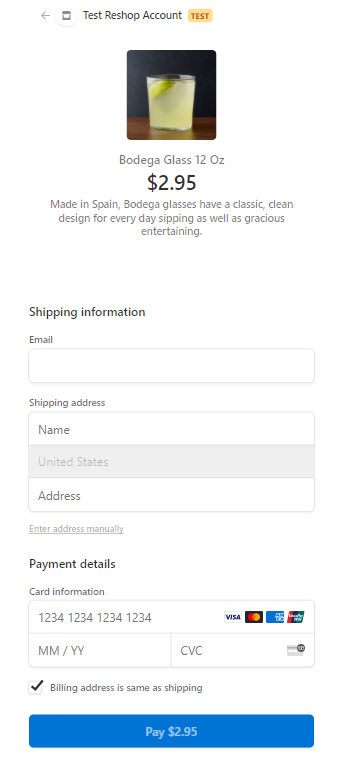 Test Reshop Account TEST
Bodega Glass 12 Oz
$2.95
Made in Spain, Bodega glasses have a classic, clean
design for every day sipping as well as gracious
entertaining.
Shipping information
Email
Shipping address
Name
United States
Address
Enter address manually
Payment details
Card information
1234 1234 1234 1234 VISA
MM / YY CVC
Billing address is same as shipping
Pay $2.95